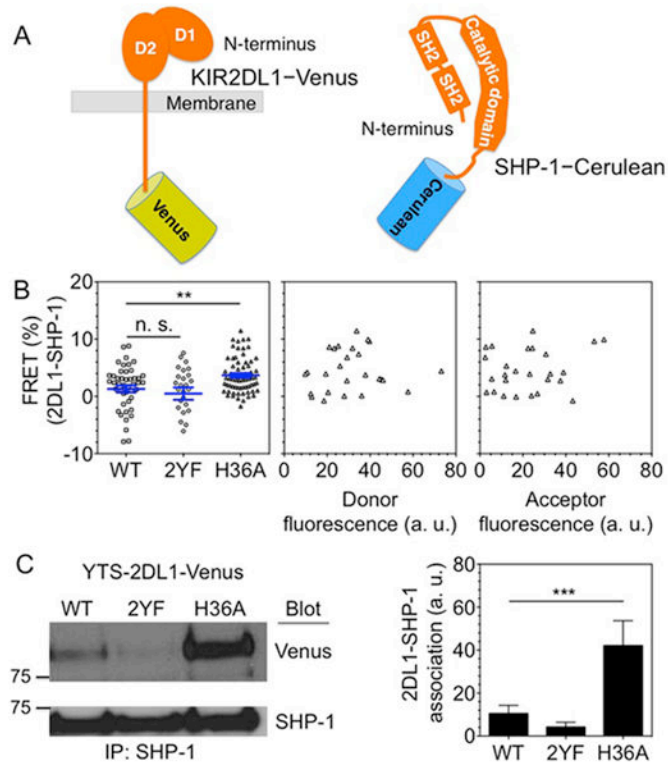 A
D2
D1
N-terminus
KIR2DL1–Venus
Membrane
Venus
SH2
SH2
Catalytic domain
N-terminus
SHP-1–Cerulean
Cerulean
B
FRET (%)
(2DL1-SHP-1)
20
10
0
-10
**
n. s.
WT 2YF H36A
0 20 40 60 80
Donor
fluorescence (a. u.)
0 20 40 60 80
Acceptor
fluorescence (a. u.)
C
YTS-2DL1-Venus
WT 2YF H36A Blot
Venus
75
75
SHP-1
IP: SHP-1
2DL1-SHP-1
association (a. u.)
80
60
40
20
0
***
WT 2YF H36A